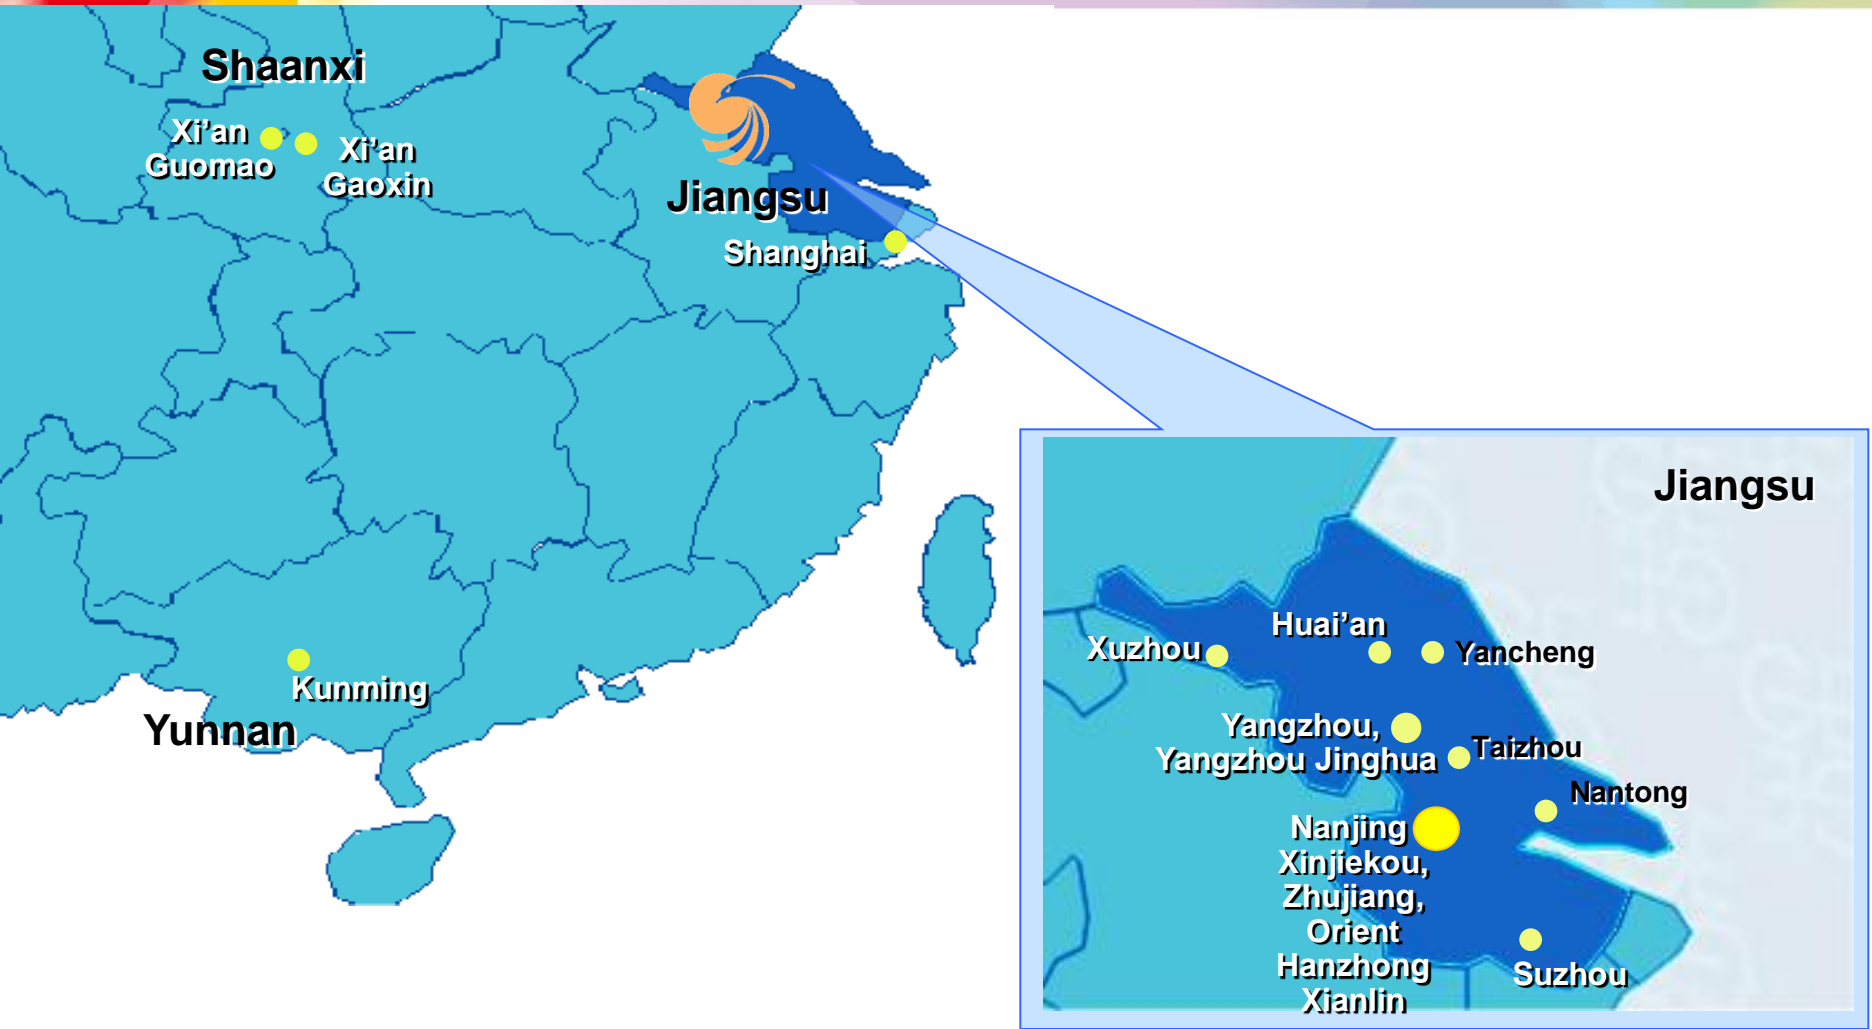 Shaanxi
Xi’an
Guomao
Xi’an
Gaoxin
Jiangsu
Shanghai
Kunming
Yunnan
Jiangsu
Huai’an
Xuzhou
Yancheng
Yangzhou,
Yangzhou Jinghua
Taizhou
Nantong
Nanjing
Xinjiekou,
Zhujiang,
Orient
Hanzhong
Xianlin
Suzhou